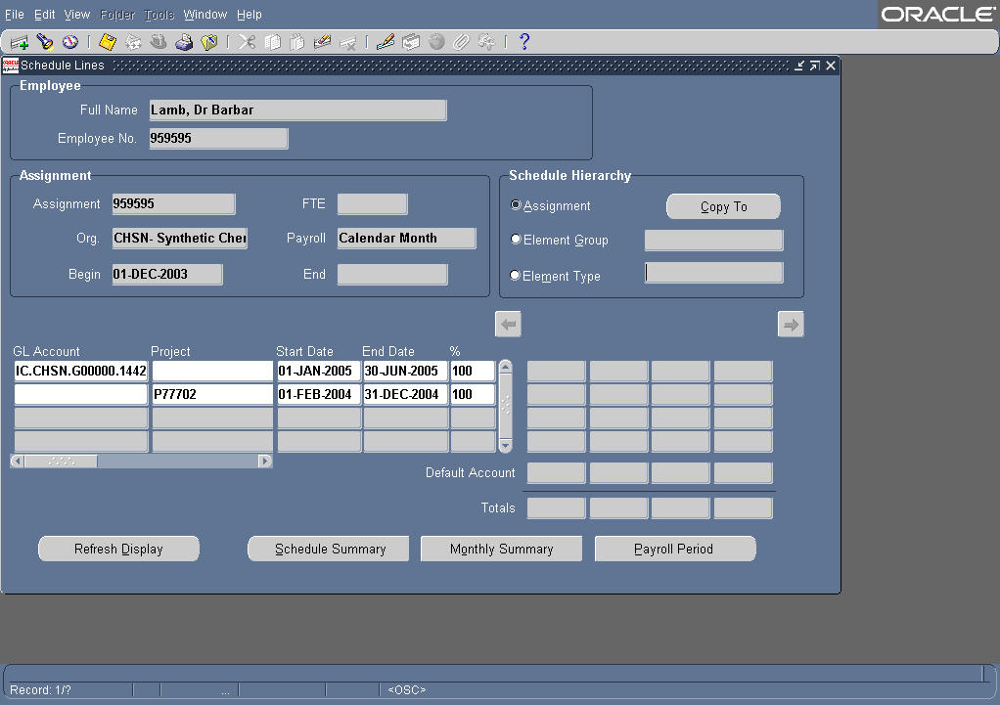 File Edit View Folder Tools Window Help
ORACLE
Schedule Lines
Employee
Full Name Lamb, Dr Barbar
Employee No. 959595
Assignment
Assignment 959595 FTE
Org. CHSN- Synthetic Cher Payroll Calendar Month
Begin 01-DEC-2003 End
Schedule Hierarchy
Assignment Copy To
Element Group
Element Type
GL Account Project Start Date End Date %
IC.CHSN.G00000.1442 01-JAN-2005 30-JUN-2005 100
P77702 01-FEB-2004 31-DEC-2004 100
Default Account
Totals
Refresh Display Schedule Summary Monthly Summary Payroll Period
Record: 1/? ... <OSC>